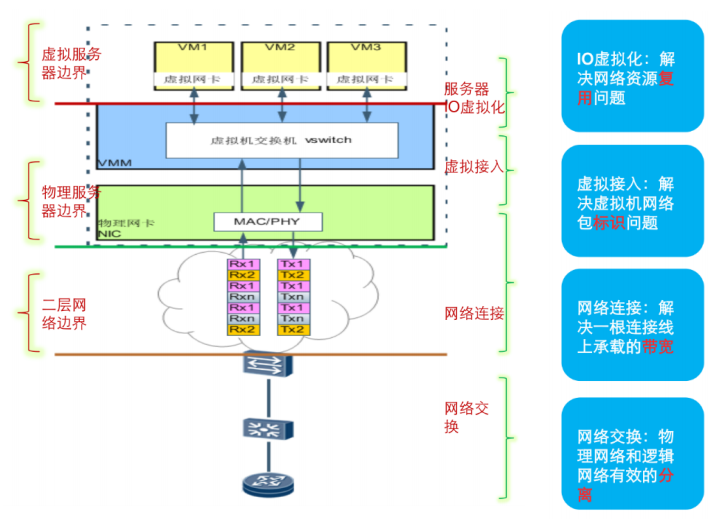 虚拟服务
器边界
物理服务
器边界
二层网
络边界
VM1
虚拟网卡
VM2
虚拟网卡
VM3
虚拟网卡
虚拟机交换机 vswitch
VMM
MAC/PHY
物理网卡
NIC
Rx1
Rx2
Rx1
Rxn
Rx1
Rxn
Rx2
Tx1
Tx2
Tx1
Txn
Tx1
Txn
Tx2
服务器
IO虚拟化
虚拟接入
网络连接
网络交
换
IO虚拟化：解
决网络资源复
用问题
虚拟接入：解
决虚拟机网络
包标识问题
网络连接：解
决一根连接线
上承载的带宽
网络交换：物
理网络和逻辑
网络有效的分
离